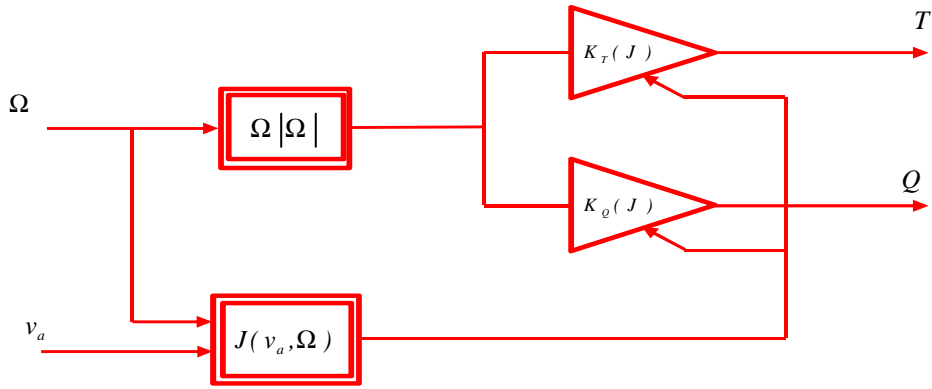 T
K_T ( J )
Ω
Ω |Ω|
Q
K_Q ( J )
v_a
J( v_a ,Ω )